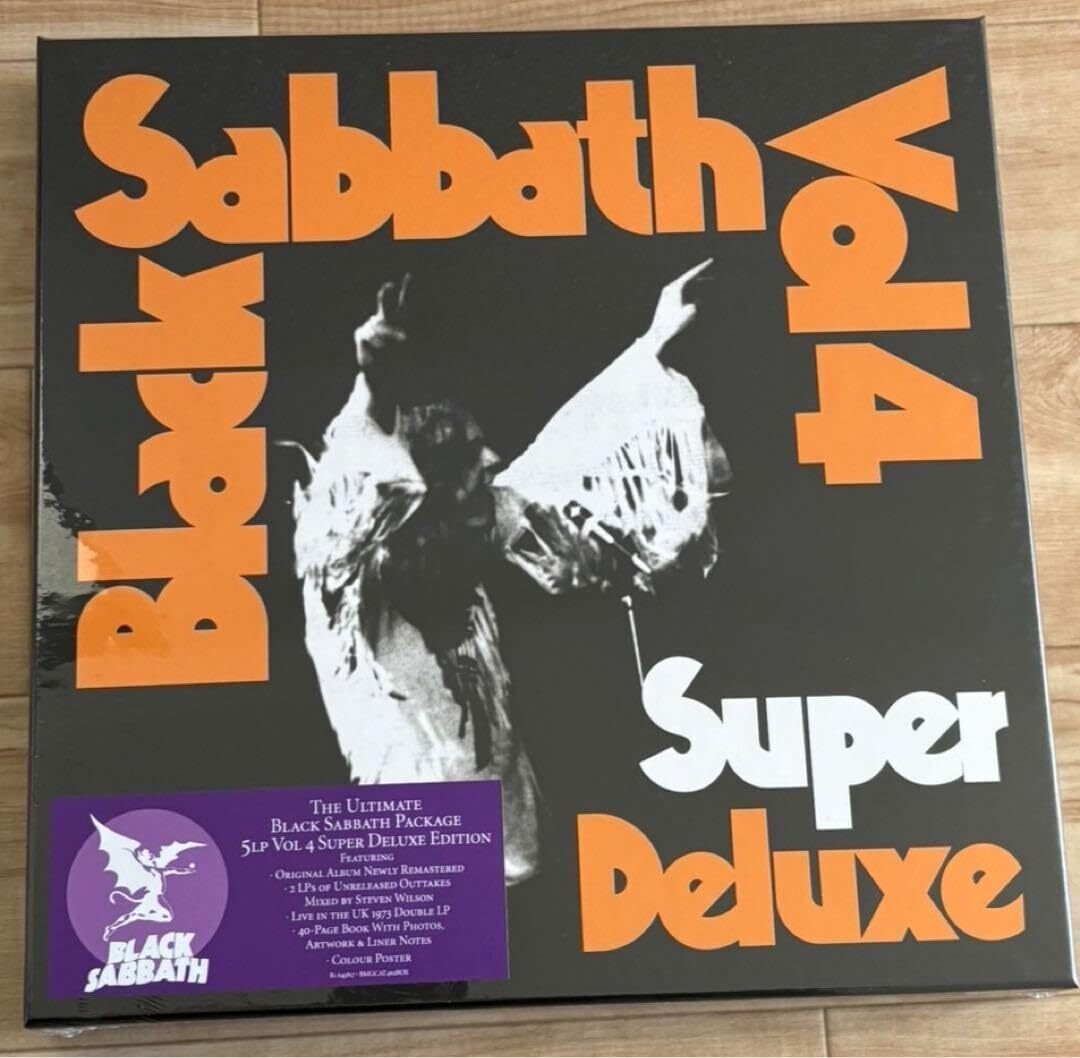 Black
Sabbath
Vol 4
Super
Deluxe
THE ULTIMATE
BLACK SABBATH PACKAGE
5LP VOL 4 SUPER DELUXE EDITION
FEATURING
· ORIGINAL ALBUM NEWLY REMASTERED
· 2 LPS OF UNRELEASED OUTTAKES
MIXED BY STEVEN WILSON
· LIVE IN THE UK 1973 DOUBLE LP
· 40-PAGE BOOK WITH PHOTOS,
ARTWORK & LINER NOTES
· COLOUR POSTER
BLACK
SABBATH